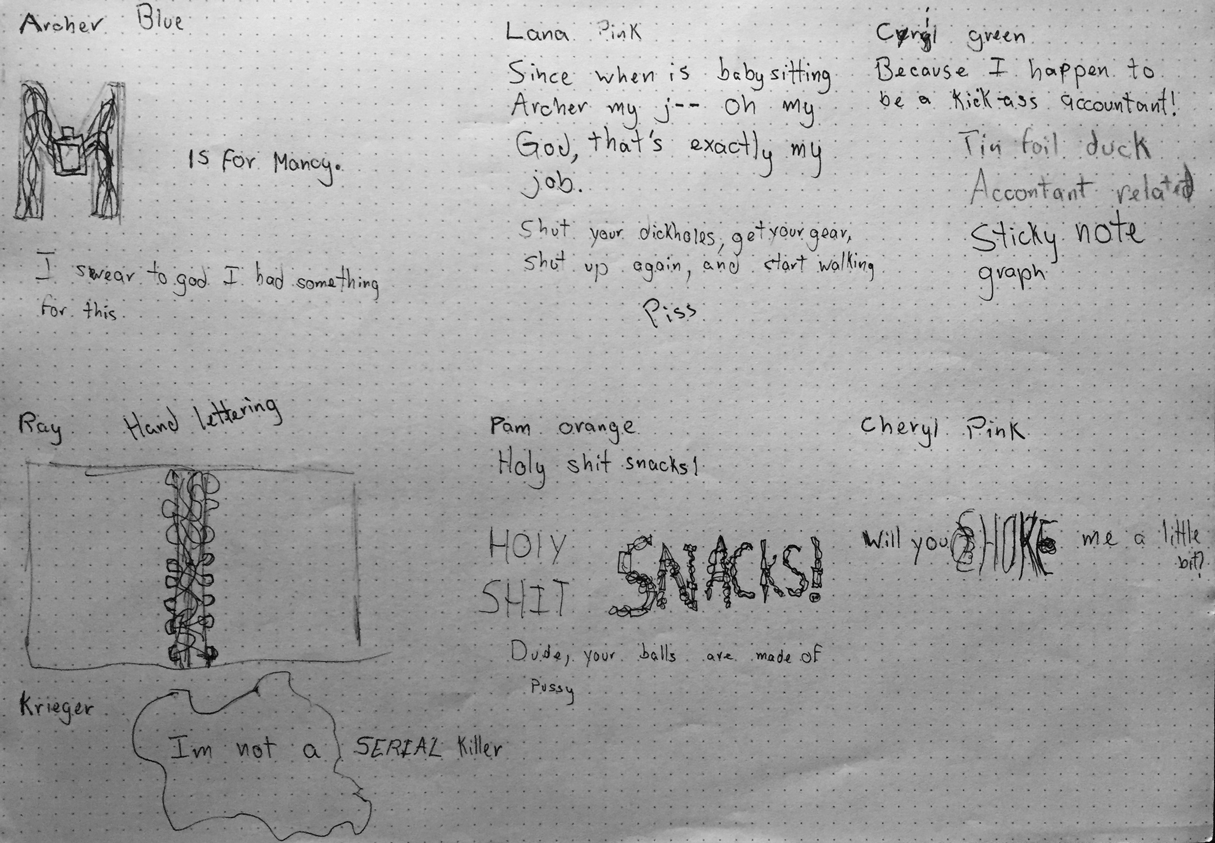 Archer Blue
M is For Mancy.
I swear to god I had something
for this.
Lana Pink
Since when is babysitting
Archer my j-- Oh my
God, that's exactly my
job.
Shut your dickholes, get your gear,
shut up again, and start walking
Piss
Cyril green
Because I happen to
be a Kick-ass accountant!
Tin foil duck
Accontant related
Sticky note
graph
Ray Hand lettering
Pam orange
Holy shit snacks!
HOLY
SHIT SNACKS!
Dude, your balls are made of
Pussy
Cheryl Pink
Will you CHOKE me a little
bit?
Krieger
Im not a SERIAL Killer